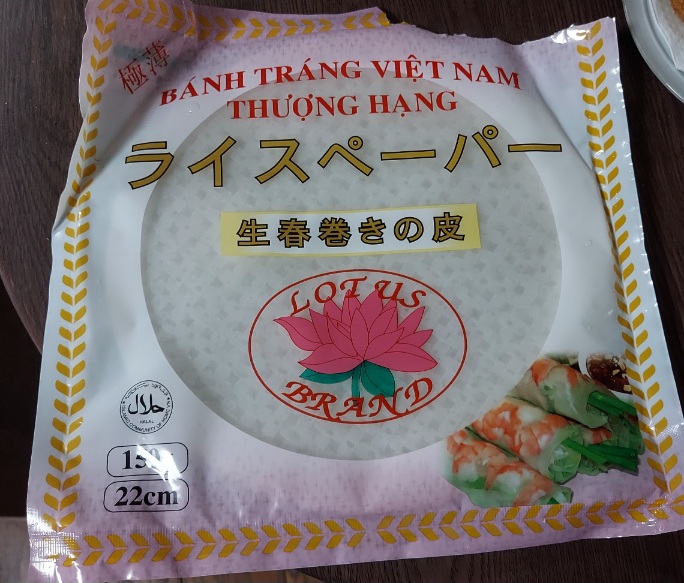 極薄
BÁNH TRÁNG VIỆT NAM
THƯỢNG HẠNG
ライスペーパー
生春巻きの皮
LOTUS
BRAND
حلال
HALAL
22cm